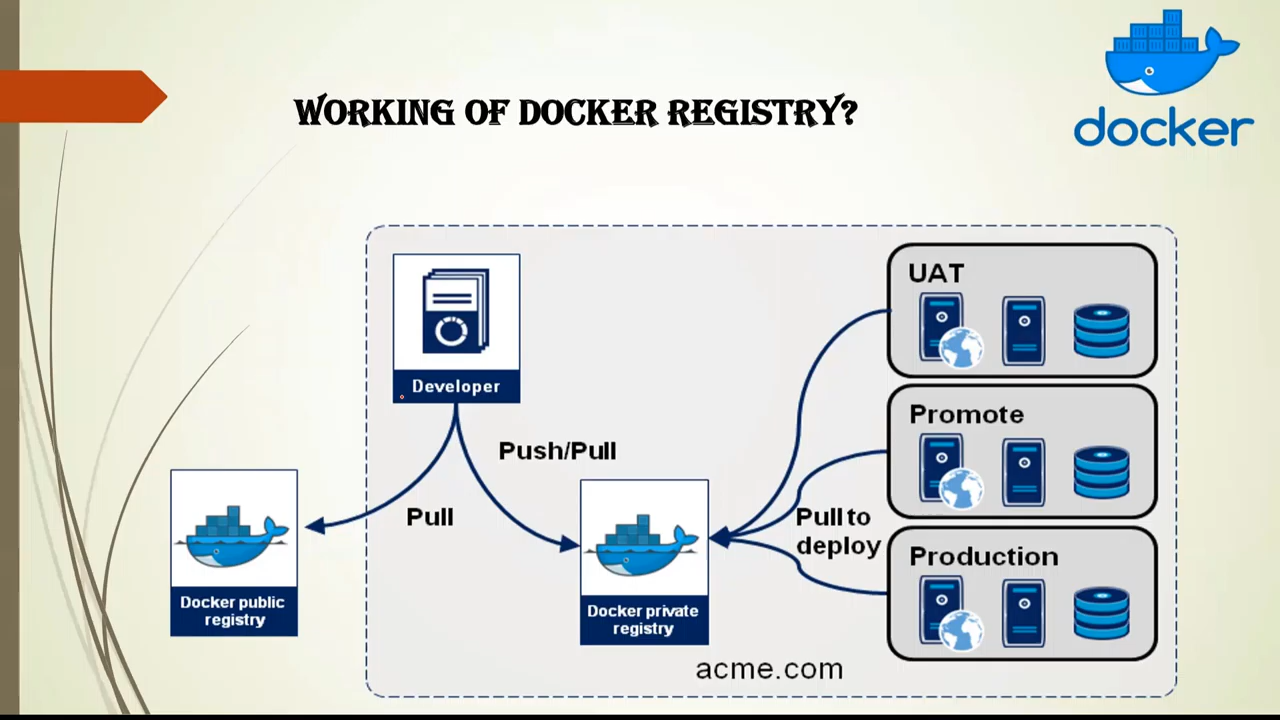 WORKING OF DOCKER REGISTRY?
docker
Developer
Push/Pull
Pull
Docker public
registry
Docker private
registry
Pull to
deploy
UAT
Promote
Production
acme.com